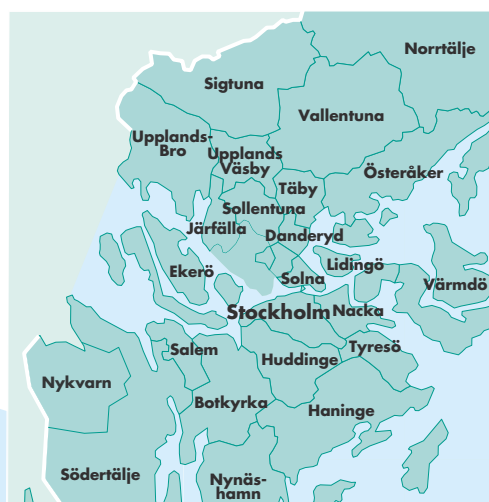 Norrtälje
Sigtuna
Vallentuna
Upplands-
Bro
Upplands
Väsby
Österåker
Täby
Sollentuna
Järfälla
Danderyd
Lidingö
Ekerö
Solna
Värmdö
Stockholm
Nacka
Salem
Tyresö
Huddinge
Nykvarn
Botkyrka
Haninge
Södertälje
Nynäs-
hamn